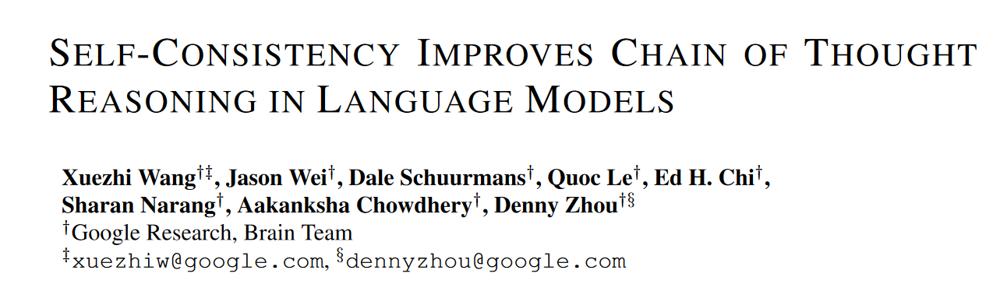 SELF-CONSISTENCY IMPROVES CHAIN OF THOUGHT
REASONING IN LANGUAGE MODELS
Xuezhi Wang†‡, Jason Wei†, Dale Schuurmans†, Quoc Le†, Ed H. Chi†,
Sharan Narang†, Aakanksha Chowdhery†, Denny Zhou†§
†Google Research, Brain Team
‡xuezhiw@google.com, §dennyzhou@google.com